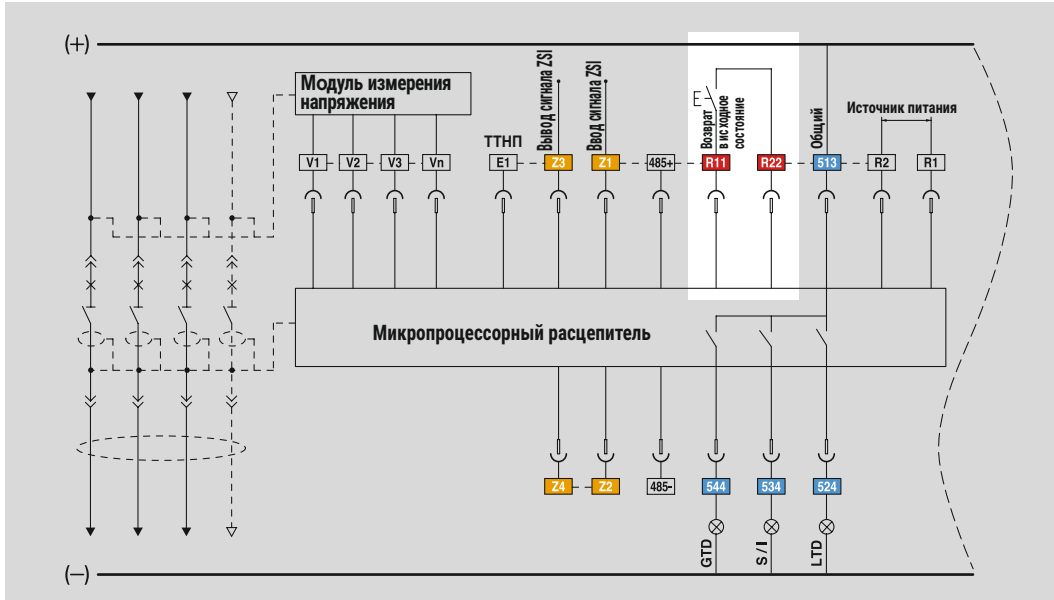 (+)
Модуль измерения
напряжения
Вывод сигнала ZSI
Ввод сигнала ZSI
Возврат
в исходное
состояние
Общий
Источник питания
ТТНП
V1
V2
V3
Vn
E1
Z3
Z1
485+
R11
R22
513
R2
R1
E
Микропроцессорный расцепитель
Z4
Z2
485-
544
534
524
GTD
S / I
LTD
(−)